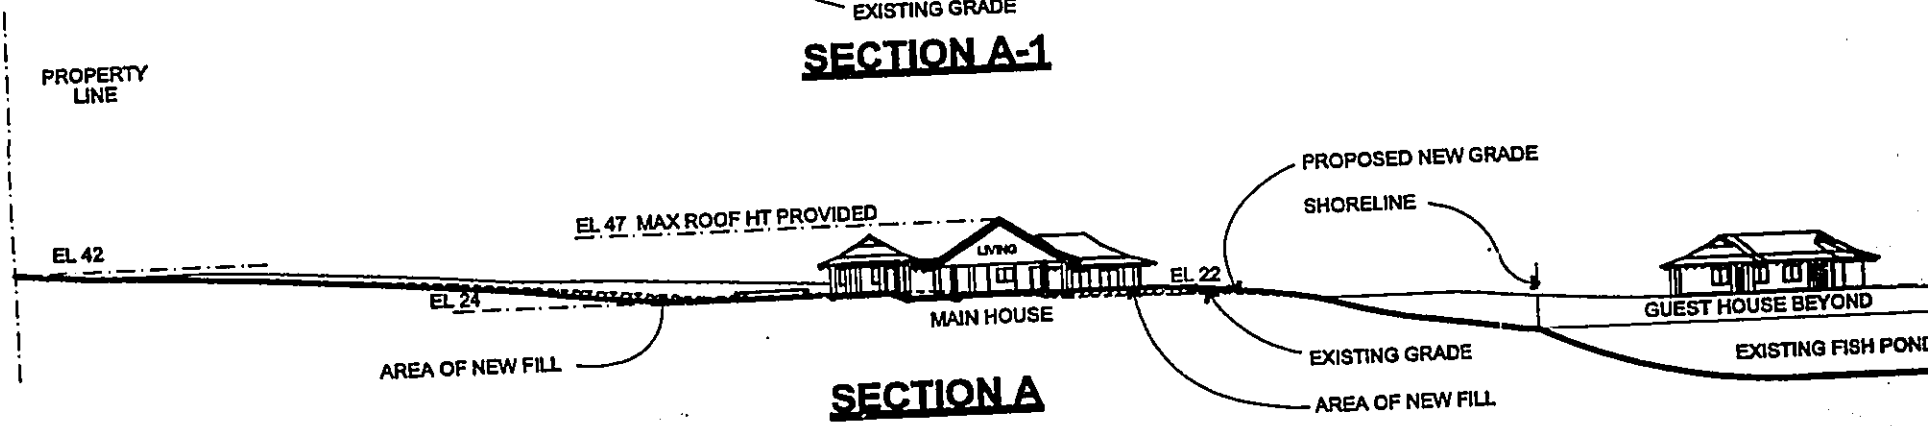 EXISTING GRADE
SECTION A-1
PROPERTY
LINE
PROPOSED NEW GRADE
SHORELINE
EL 47 MAX ROOF HT PROVIDED
LIVING
EL 42
EL 22
EL 24
MAIN HOUSE
GUEST HOUSE BEYOND
EXISTING GRADE
EXISTING FISH POND
AREA OF NEW FILL
SECTION A
AREA OF NEW FILL